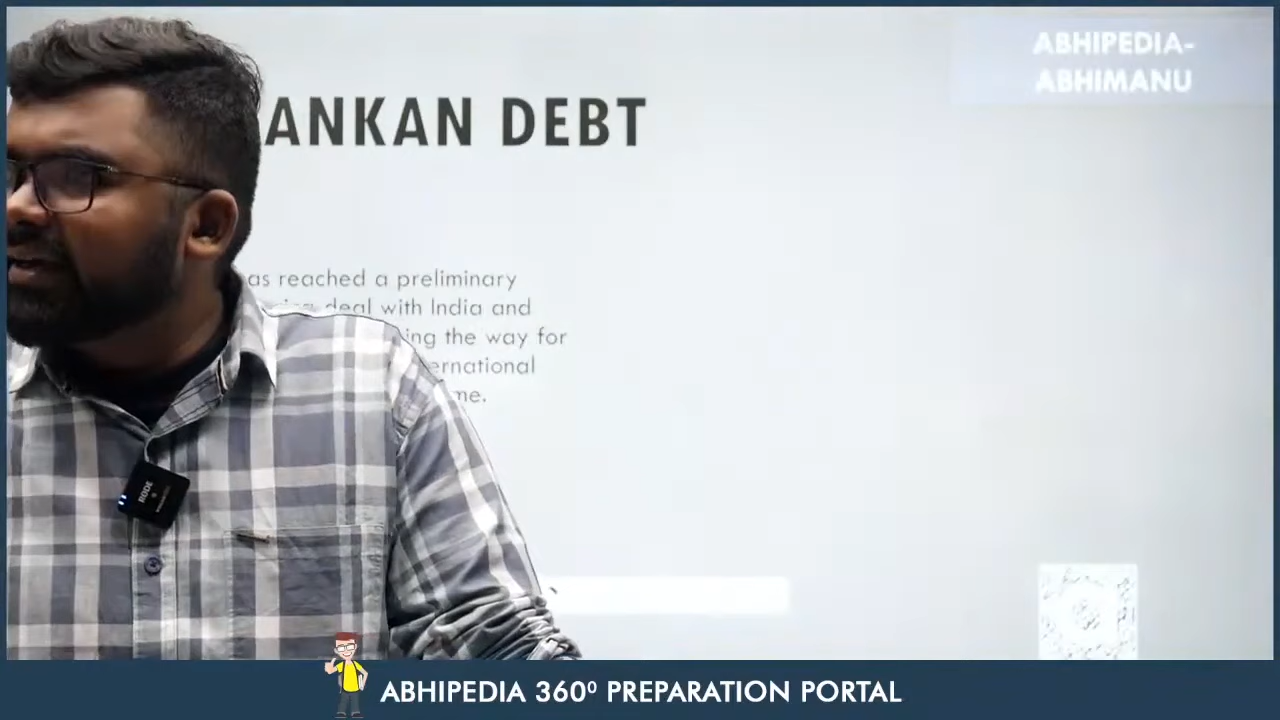 ABHIPEDIA-
ABHIMANU
ANKAN DEBT
as reached a preliminary
deal with India and
ing the way for
ernational
me.
RODE
ABHIPEDIA 360⁰ PREPARATION PORTAL